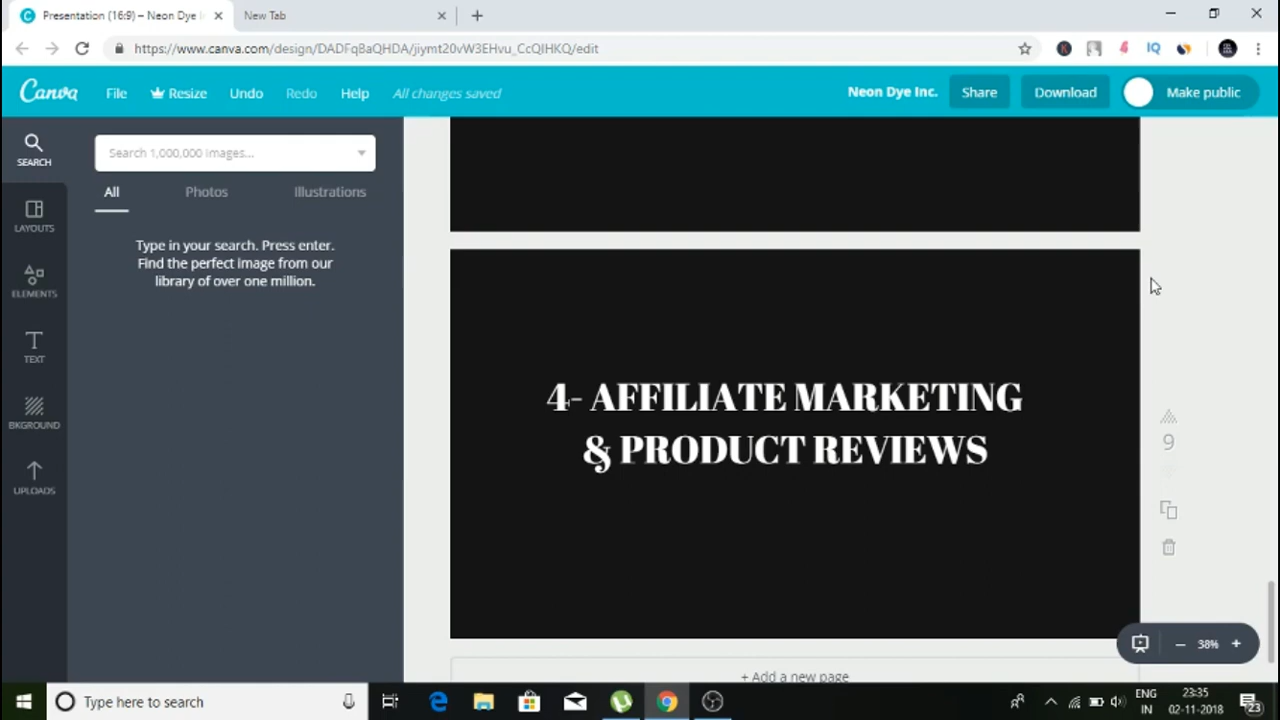 Presentation (16:9) – Neon Dye I
New Tab
https://www.canva.com/design/DADFq8aQHDA/jiymt20vW3EHvu_CcQIHKQ/edit
IQ
Canva
File
Resize
Undo
Redo
Help
All changes saved
Neon Dye Inc.
Share
Download
Make public
SEARCH
LAYOUTS
ELEMENTS
TEXT
BKGROUND
UPLOADS
Search 1,000,000 images...
All
Photos
Illustrations
Type in your search. Press enter.
Find the perfect image from our
library of over one million.
4- AFFILIATE MARKETING
& PRODUCT REVIEWS
9
38%
+ Add a new page
Type here to search
ENG
IN
23:35
02-11-2018
23